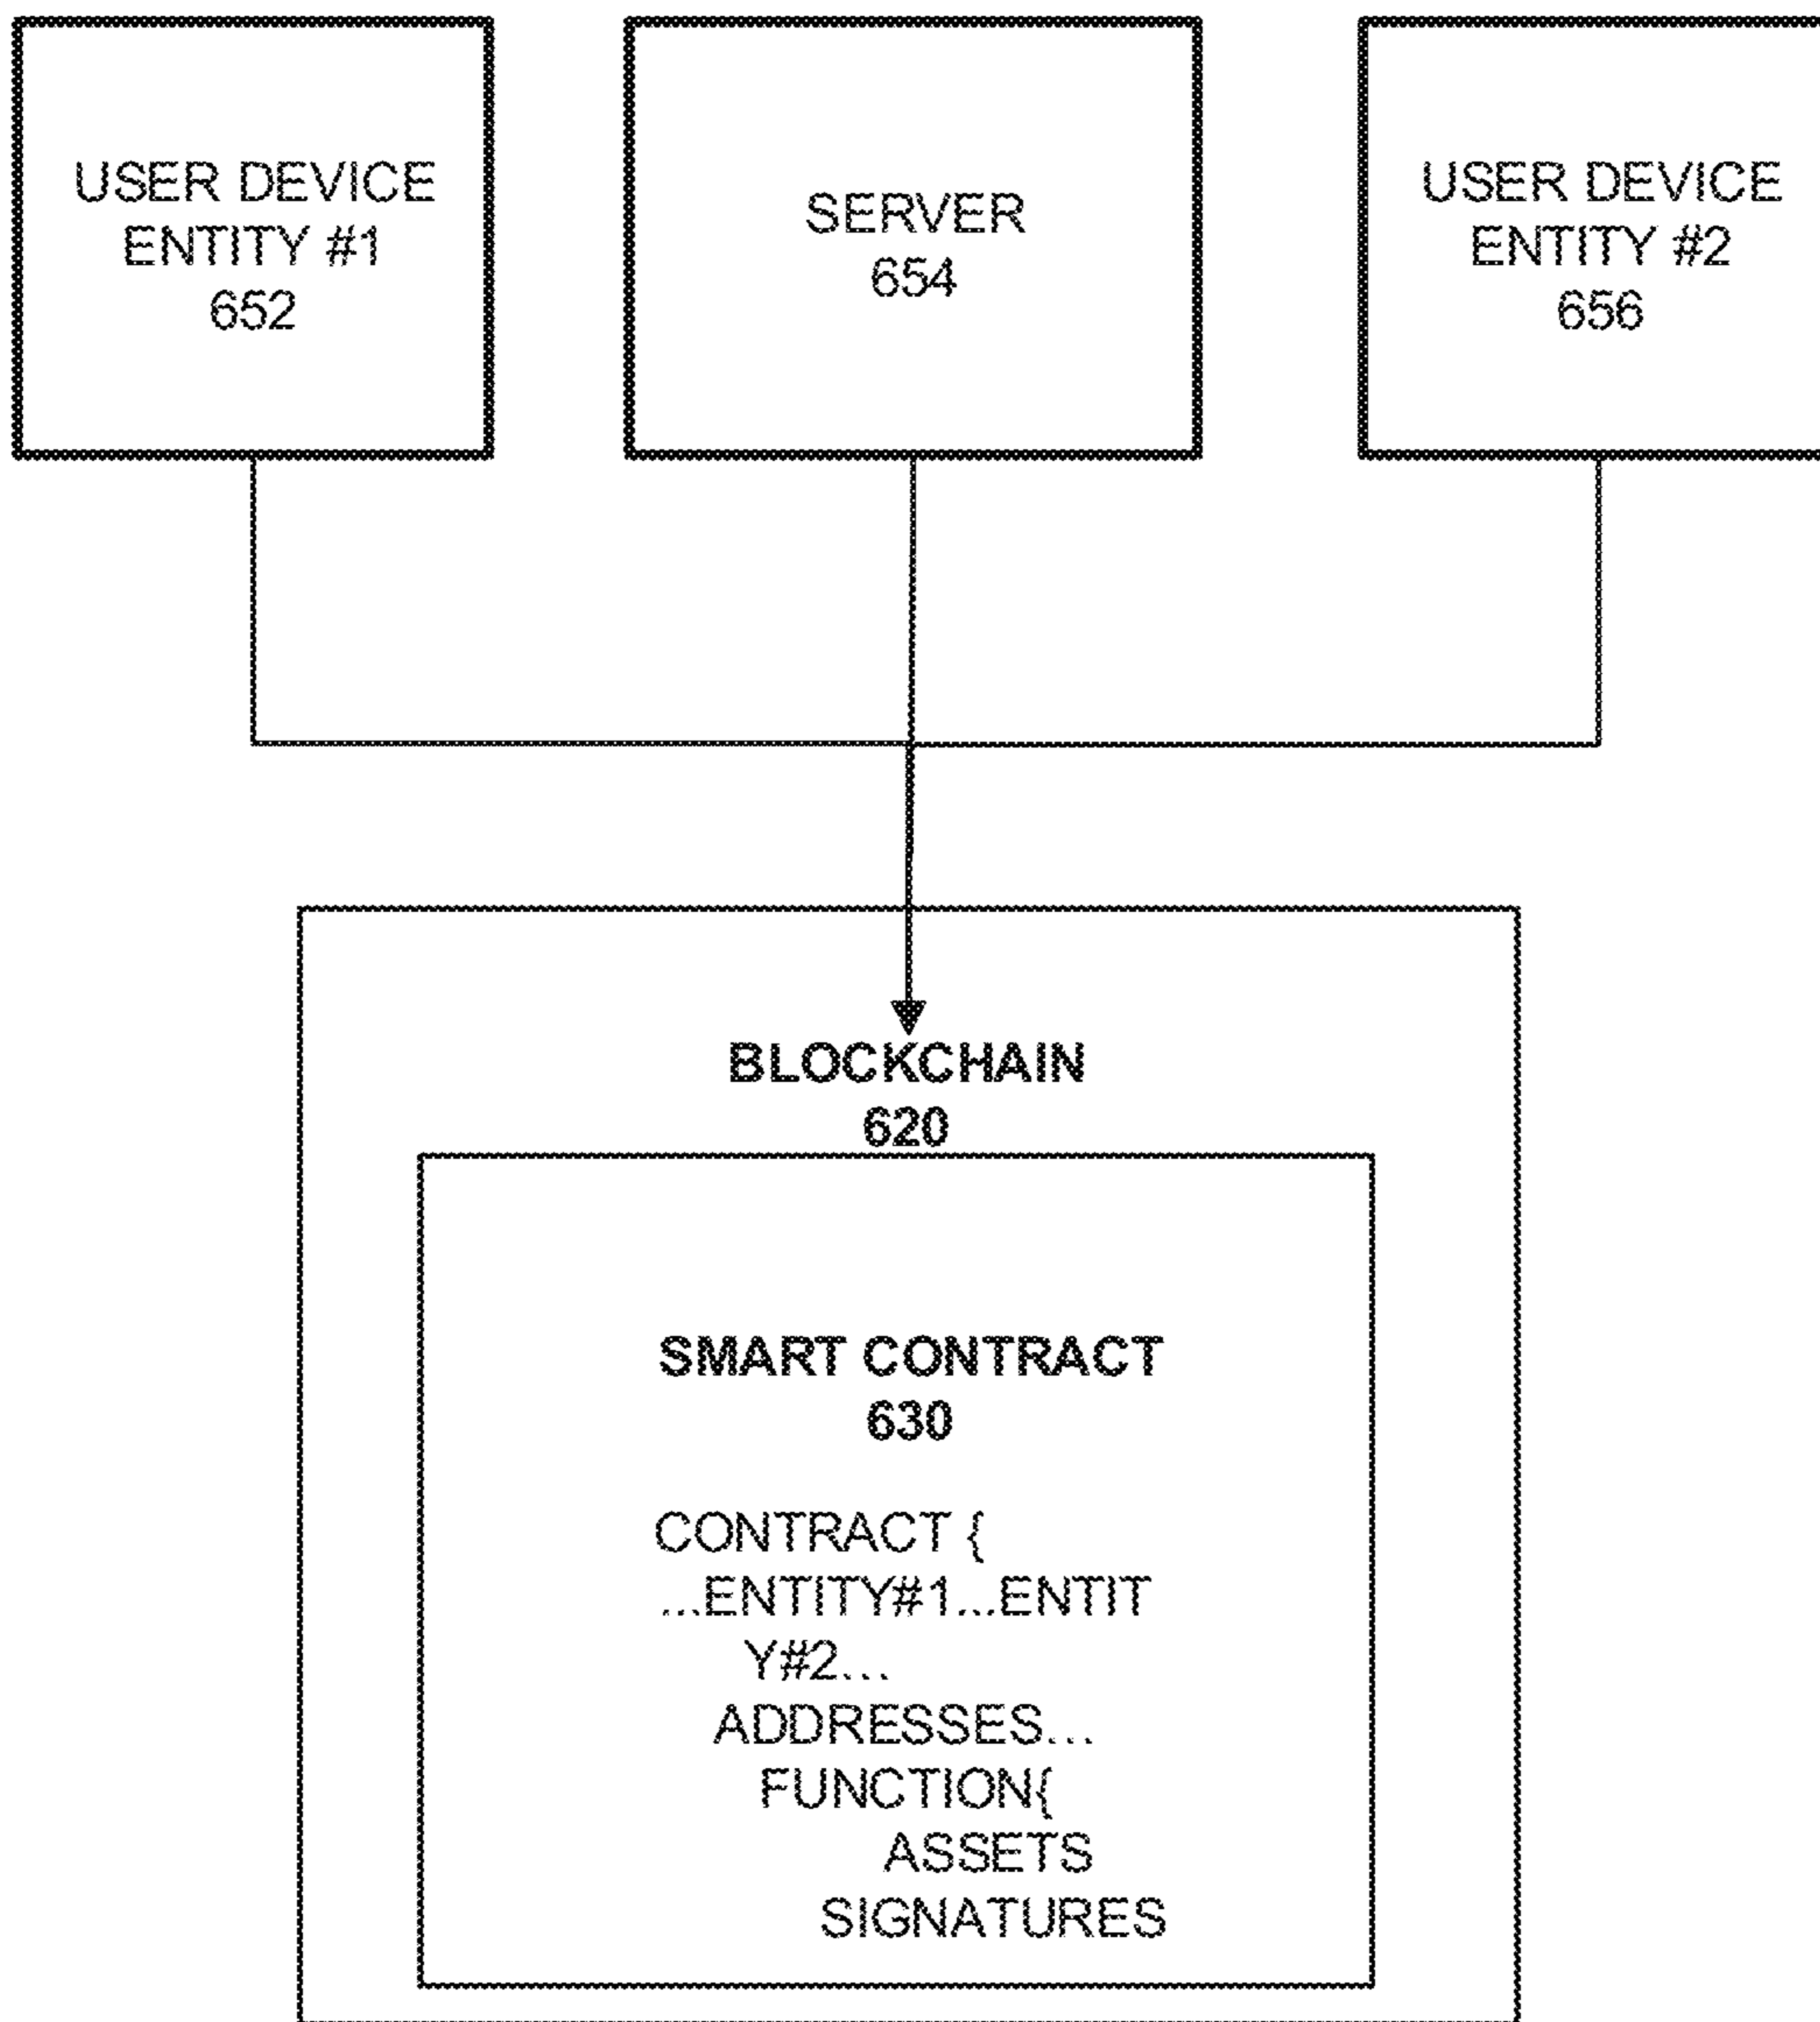 USER DEVICE
ENTITY #1
652
SERVER
654
USER DEVICE
ENTITY #2
656
BLOCKCHAIN
620
SMART CONTRACT
630
CONTRACT {
...ENTITY#1...ENTIT
Y#2...
ADDRESSES...
FUNCTION{
ASSETS
SIGNATURES